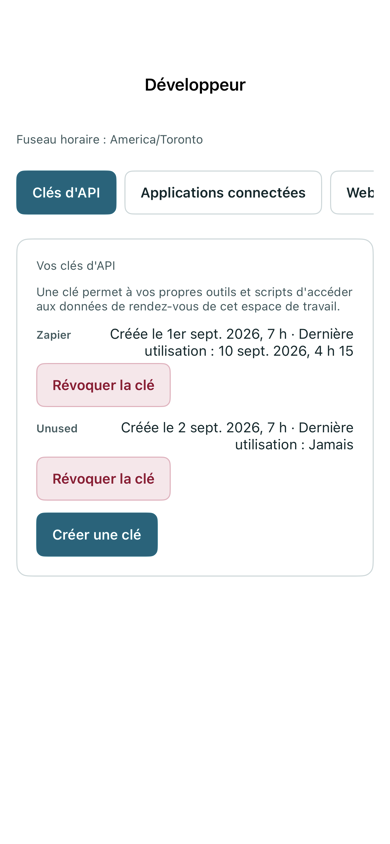 Développeur
Fuseau horaire : America/Toronto
Clés d'API
Applications connectées
Web
Vos clés d'API
Une clé permet à vos propres outils et scripts d'accéder
aux données de rendez-vous de cet espace de travail.
Zapier
Créée le 1er sept. 2026, 7 h · Dernière
utilisation : 10 sept. 2026, 4 h 15
Révoquer la clé
Unused
Créée le 2 sept. 2026, 7 h · Dernière
utilisation : Jamais
Révoquer la clé
Créer une clé